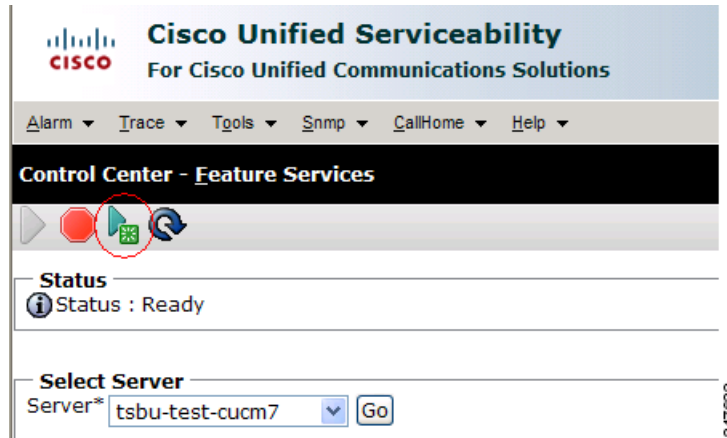 Cisco Unified Serviceability
CISCO
For Cisco Unified Communications Solutions
Alarm Trace Tools Snmp CallHome Help
Control Center - Feature Services
Status
Status : Ready
Select Server
Server* tsbu-test-cucm7 Go